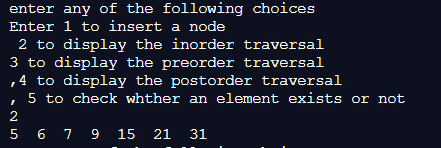 enter any of the following choices
Enter 1 to insert a node
 2 to display the inorder traversal
3 to display the preorder traversal
,4 to display the postorder traversal
, 5 to check whther an element exists or not
2
5  6  7  9  15  21  31